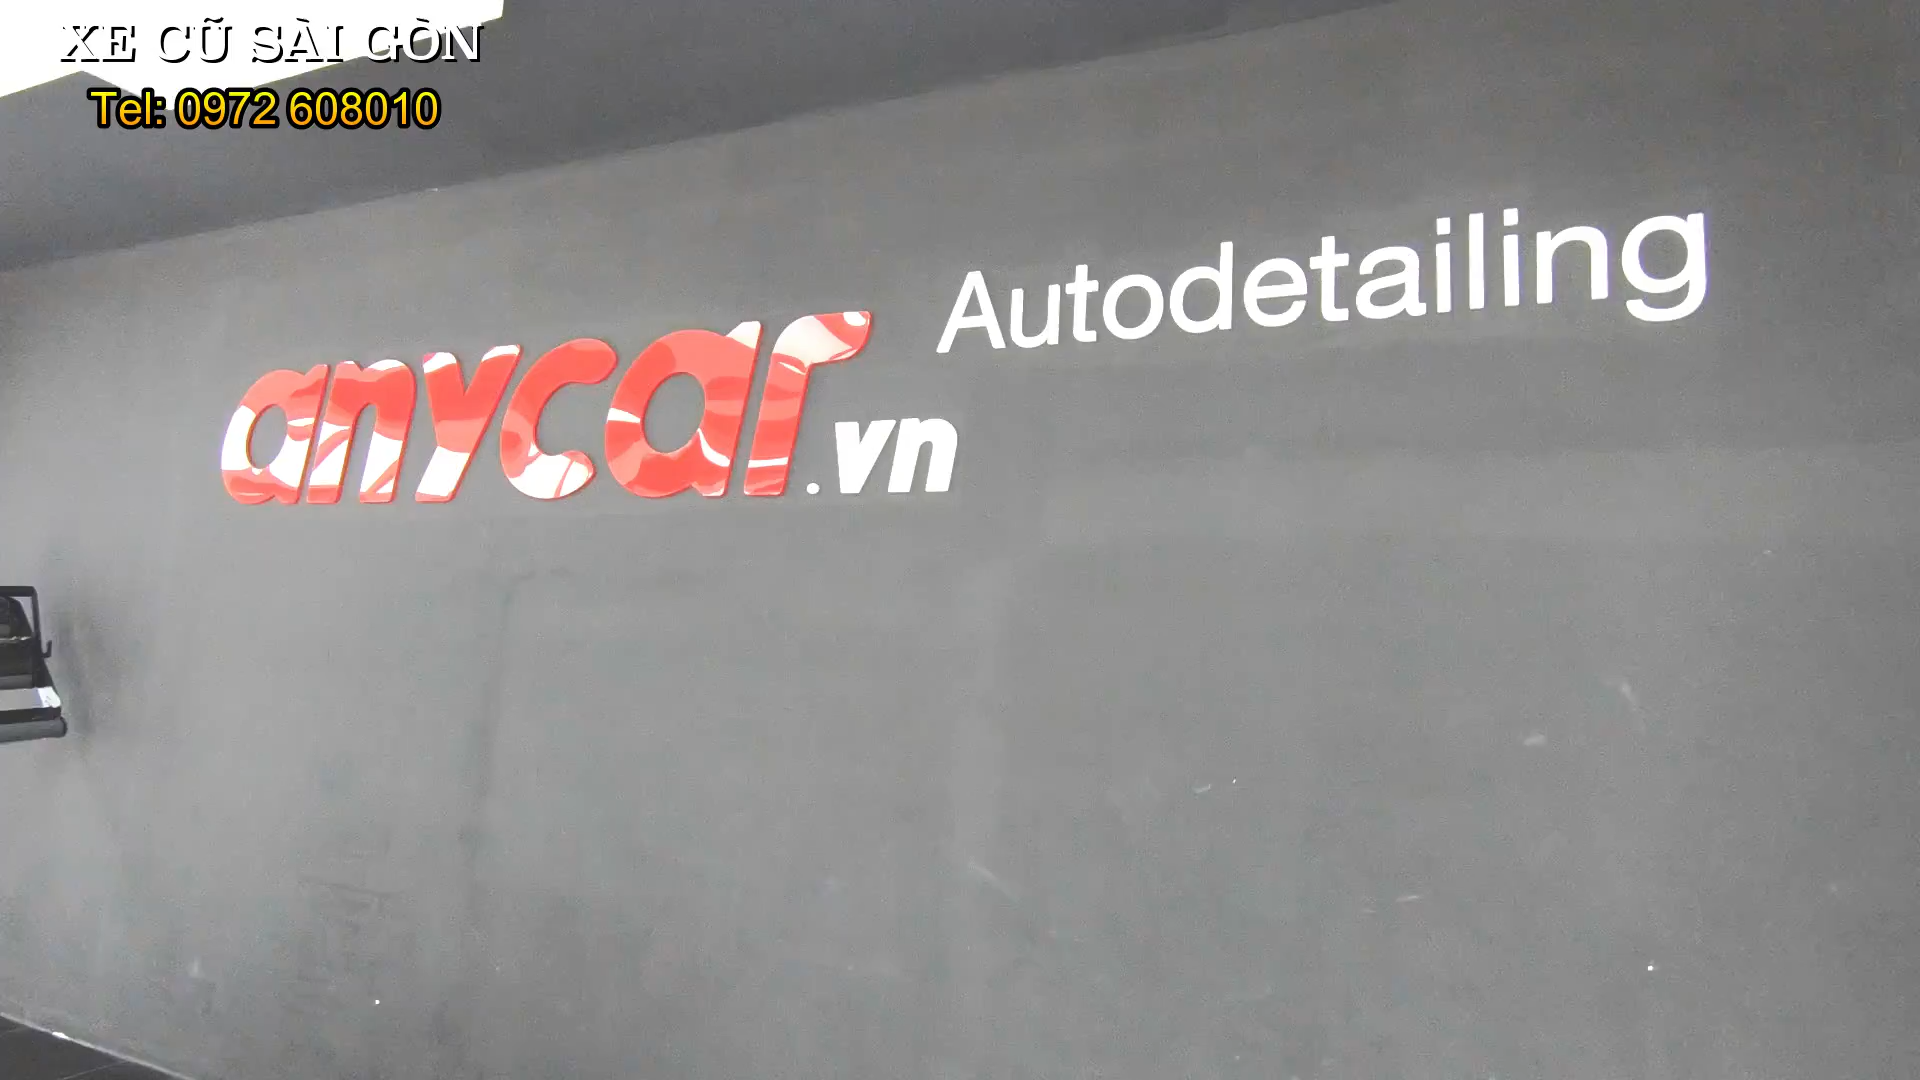 XE CŨ SÀI GÒN
Tel: 0972 608010
Autodetailing
anycar.vn